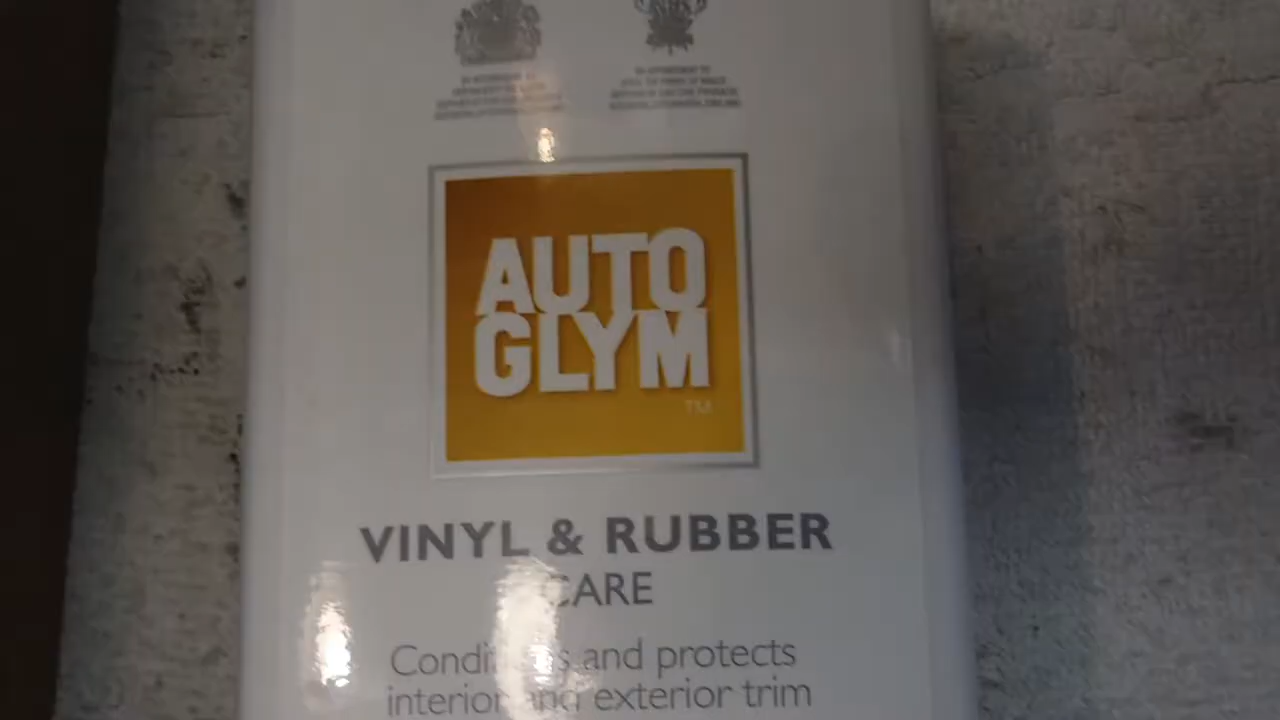 AUTO
GLYM
TM
VINYL & RUBBER
CARE
Conditions and protects
interior and exterior trim